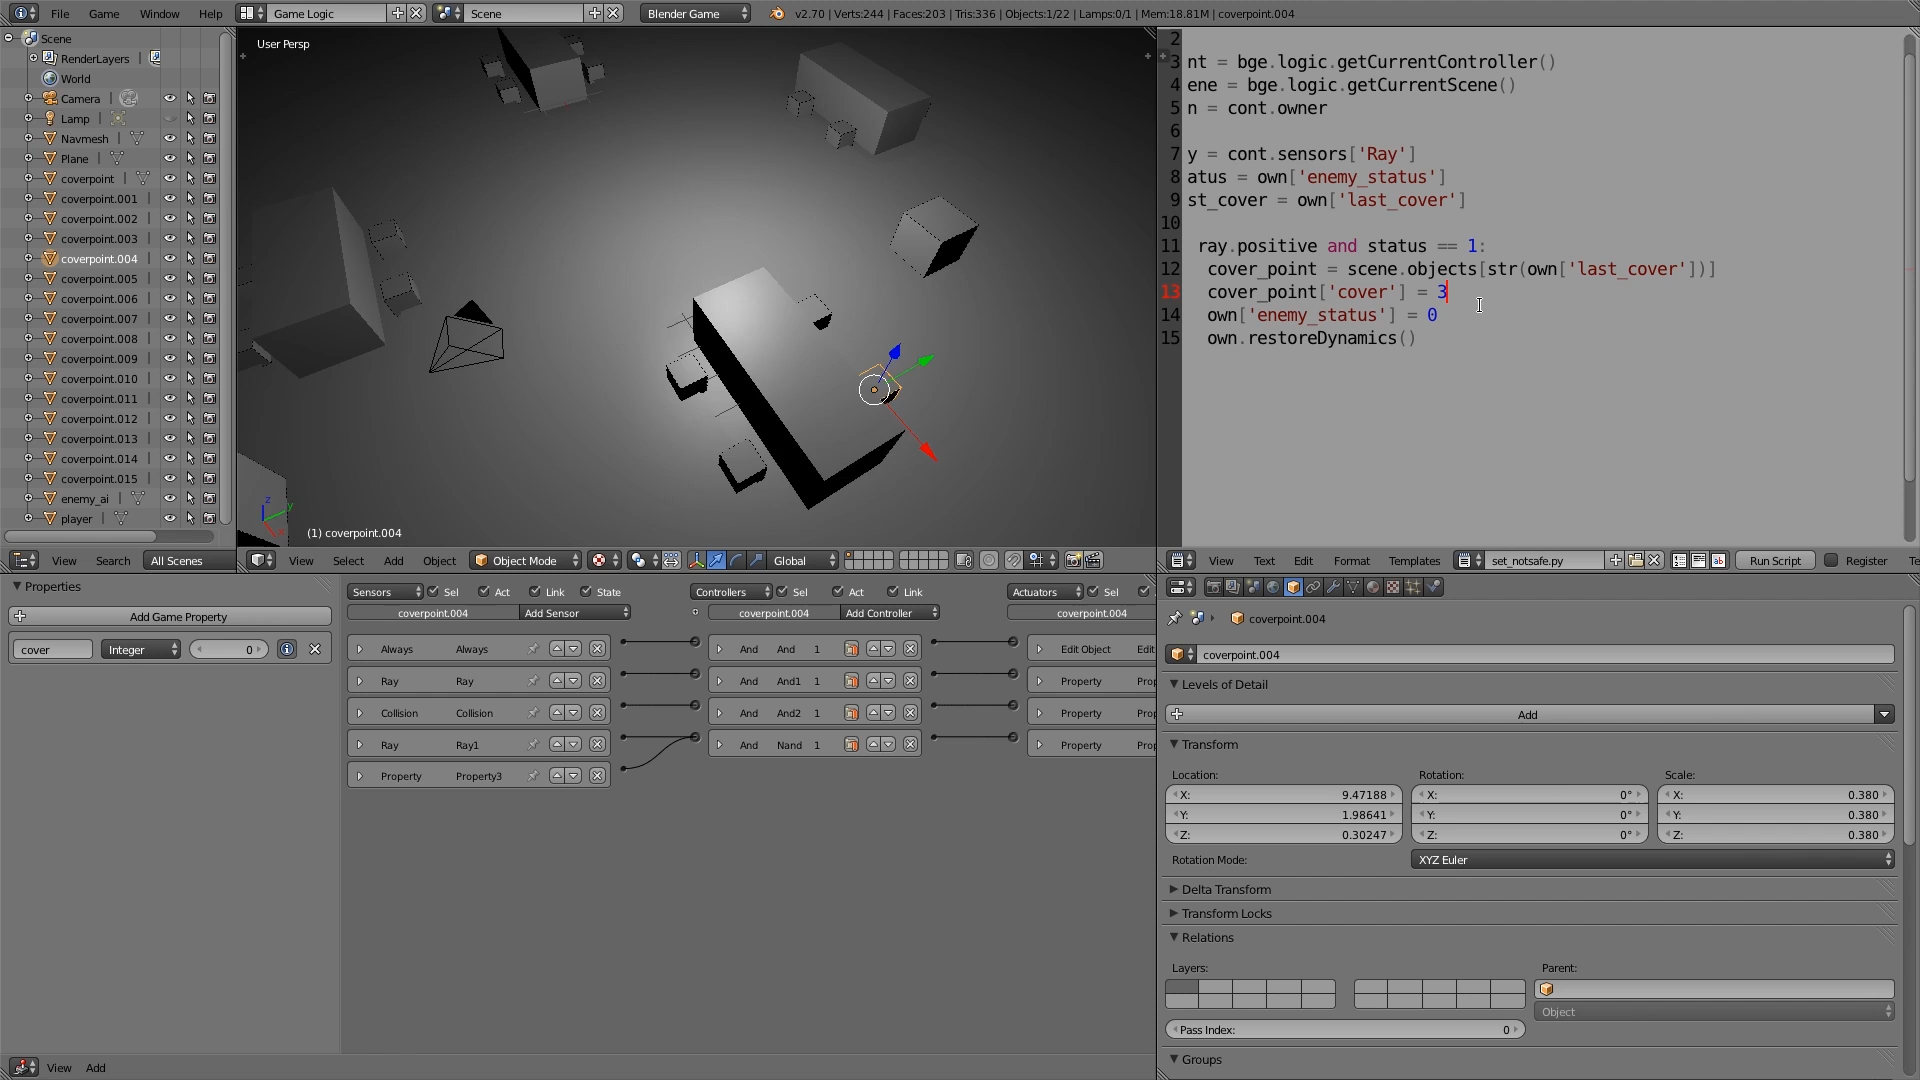 File Game Window Help Game Logic Scene Blender Game v2.70 | Verts:244 | Faces:203 | Tris:336 | Objects:1/22 | Lamps:0/1 | Mem:18.81M | coverpoint.004
Scene
RenderLayers
World
Camera
Lamp
Navmesh
Plane
coverpoint
coverpoint.001
coverpoint.002
coverpoint.003
coverpoint.004
coverpoint.005
coverpoint.006
coverpoint.007
coverpoint.008
coverpoint.009
coverpoint.010
coverpoint.011
coverpoint.012
coverpoint.013
coverpoint.014
coverpoint.015
enemy_ai
player
View Search All Scenes
User Persp
z
y
(1) coverpoint.004
View Select Add Object Object Mode Global
2
3 nt = bge.logic.getCurrentController()
4 ene = bge.logic.getCurrentScene()
5 n = cont.owner
6
7 y = cont.sensors['Ray']
8 atus = own['enemy_status']
9 st_cover = own['last_cover']
10
11 ray.positive and status == 1:
12 cover_point = scene.objects[str(own['last_cover'])]
13 cover_point['cover'] = 3
14 own['enemy_status'] = 0
15 own.restoreDynamics()
View Text Edit Format Templates set_notsafe.py Run Script Register
Properties
Add Game Property
cover Integer 0
View Add
Sensors Sel Act Link State
coverpoint.004 Add Sensor
Always Always
Ray Ray
Collision Collision
Ray Ray1
Property Property3
Controllers Sel Act Link
coverpoint.004 Add Controller
And And 1
And And1 1
And And2 1
And Nand 1
Actuators Sel
coverpoint.004
Edit Object Edit
Property Prop
Property Prop
Property Prop
coverpoint.004
coverpoint.004
Levels of Detail
Add
Transform
Location: Rotation: Scale:
X: 9.47188 X: 0° X: 0.380
Y: 1.98641 Y: 0° Y: 0.380
Z: 0.30247 Z: 0° Z: 0.380
Rotation Mode: XYZ Euler
Delta Transform
Transform Locks
Relations
Layers: Parent:
Object
Pass Index: 0
Groups